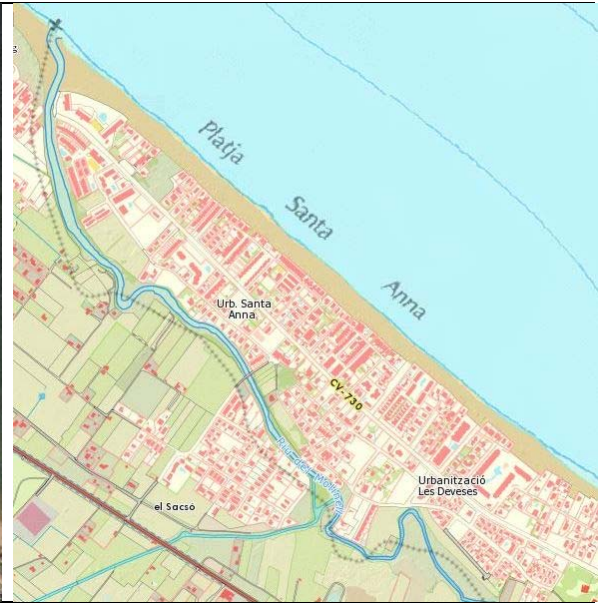 Platja
Santa
Anna
Urb. Santa
Anna
CV-730
Urbanització
Les Deveses
el Sacsó